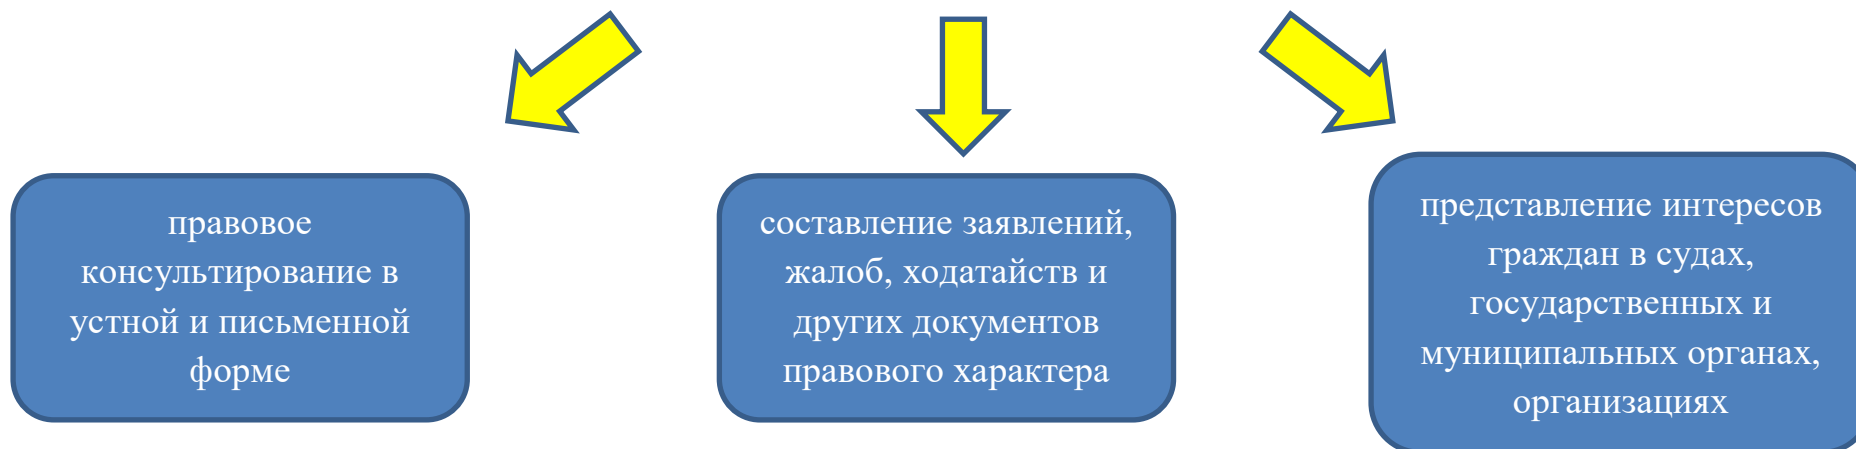 правовое
консультирование в
устной и письменной
форме
составление заявлений,
жалоб, ходатайств и
других документов
правового характера
представление интересов
граждан в судах,
государственных и
муниципальных органах,
организациях